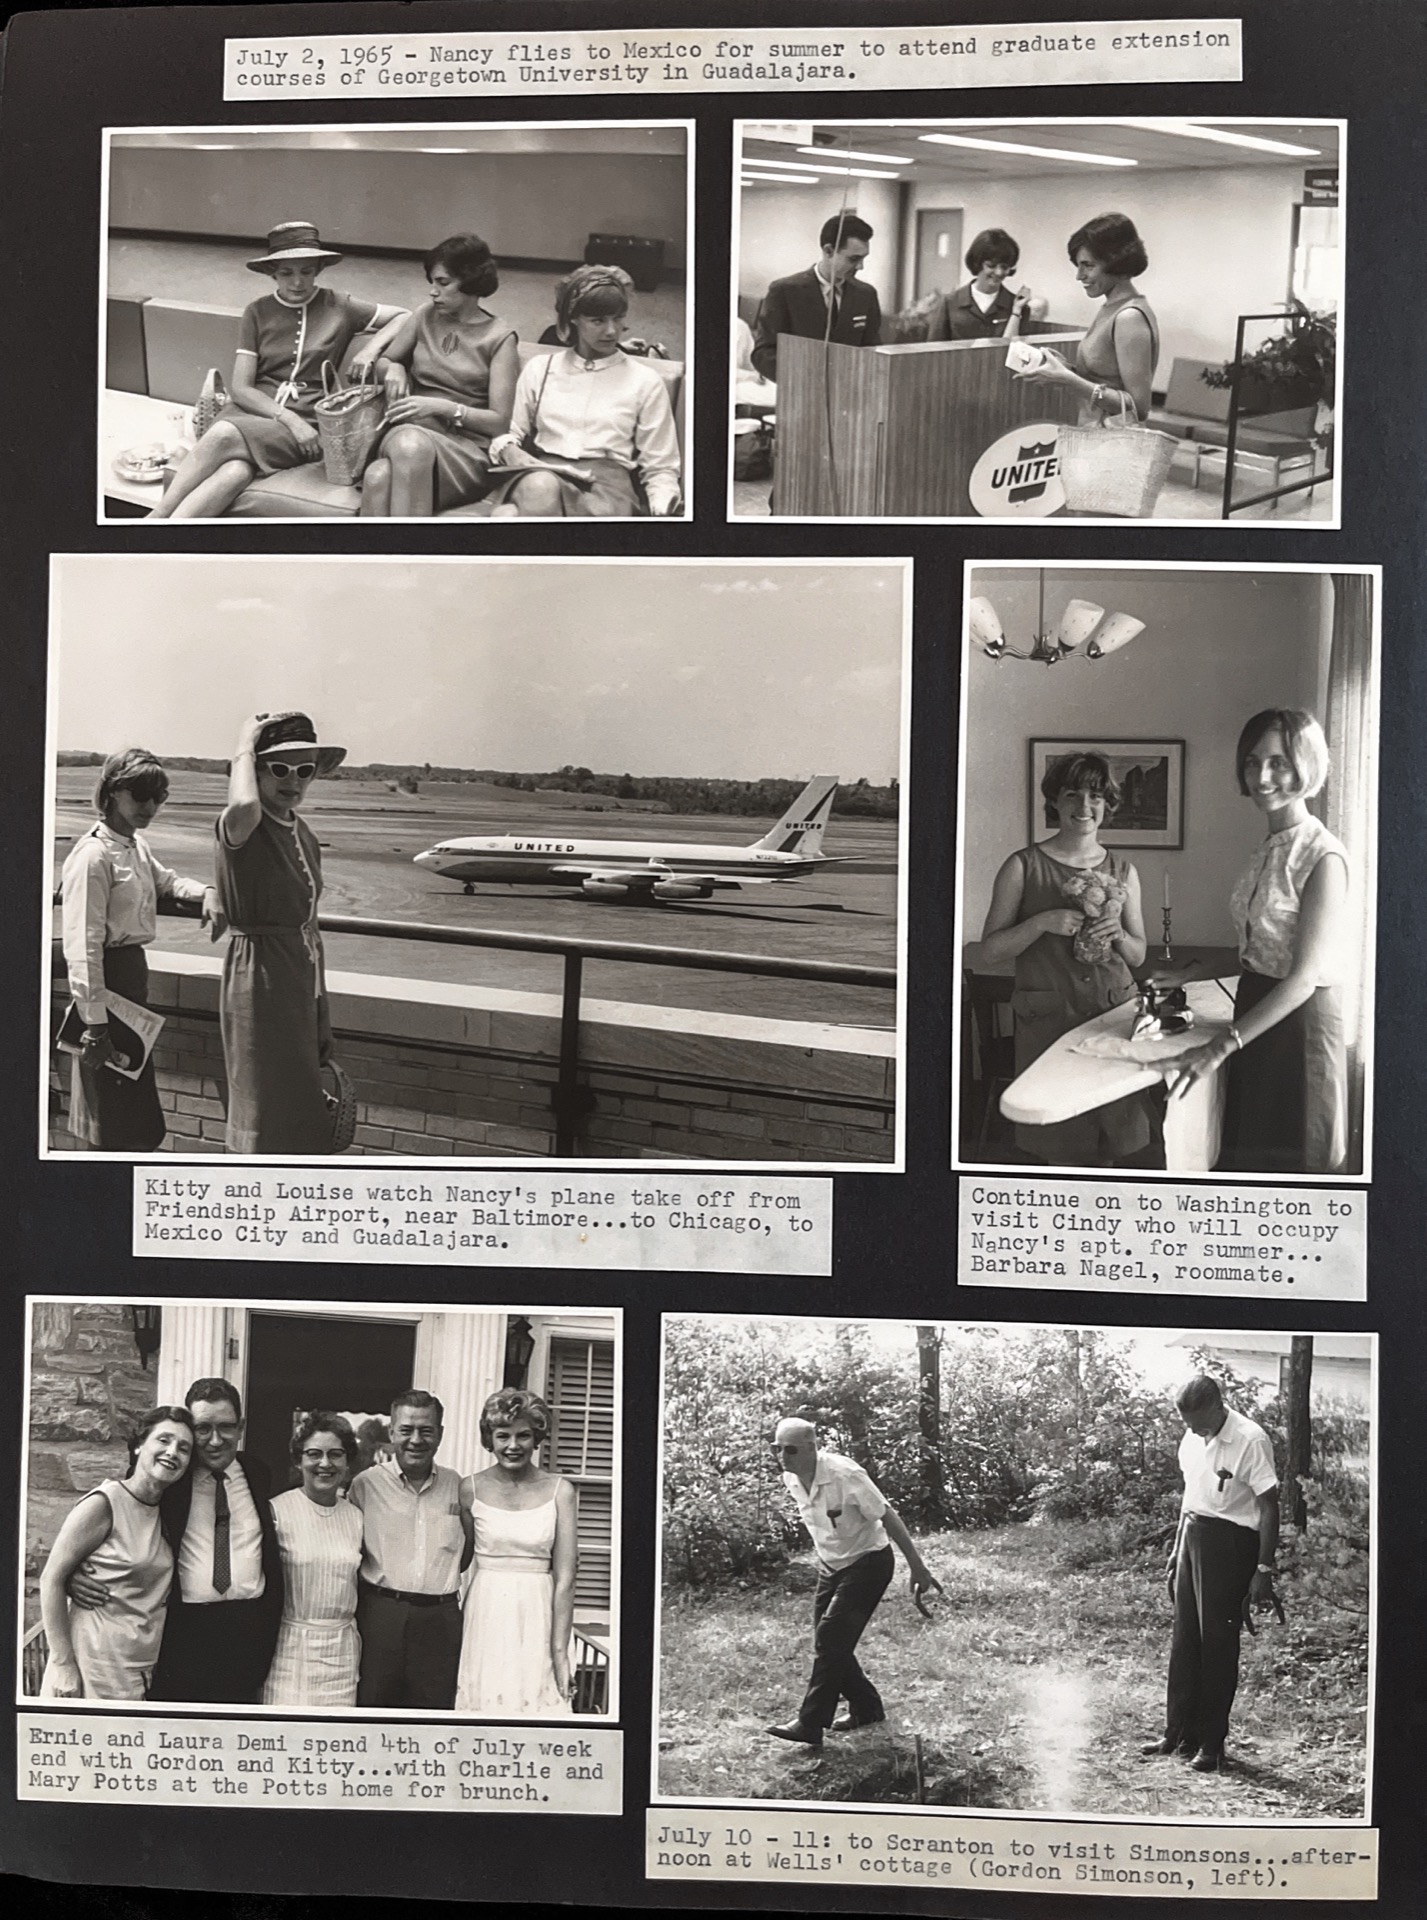 July 2, 1965 - Nancy flies to Mexico for summer to attend graduate extension
courses of Georgetown University in Guadalajara.
UNITE
UNITED
UNITED
Kitty and Louise watch Nancy's plane take off from
Friendship Airport, near Baltimore...to Chicago, to
Mexico City and Guadalajara.
Continue on to Washington to
visit Cindy who will occupy
Nancy's apt. for summer...
Barbara Nagel, roommate.
Ernie and Laura Demi spend 4th of July week
end with Gordon and Kitty...with Charlie and
Mary Potts at the Potts home for brunch.
July 10 - 11: to Scranton to visit Simonsons...after-
noon at Wells' cottage (Gordon Simonson, left).